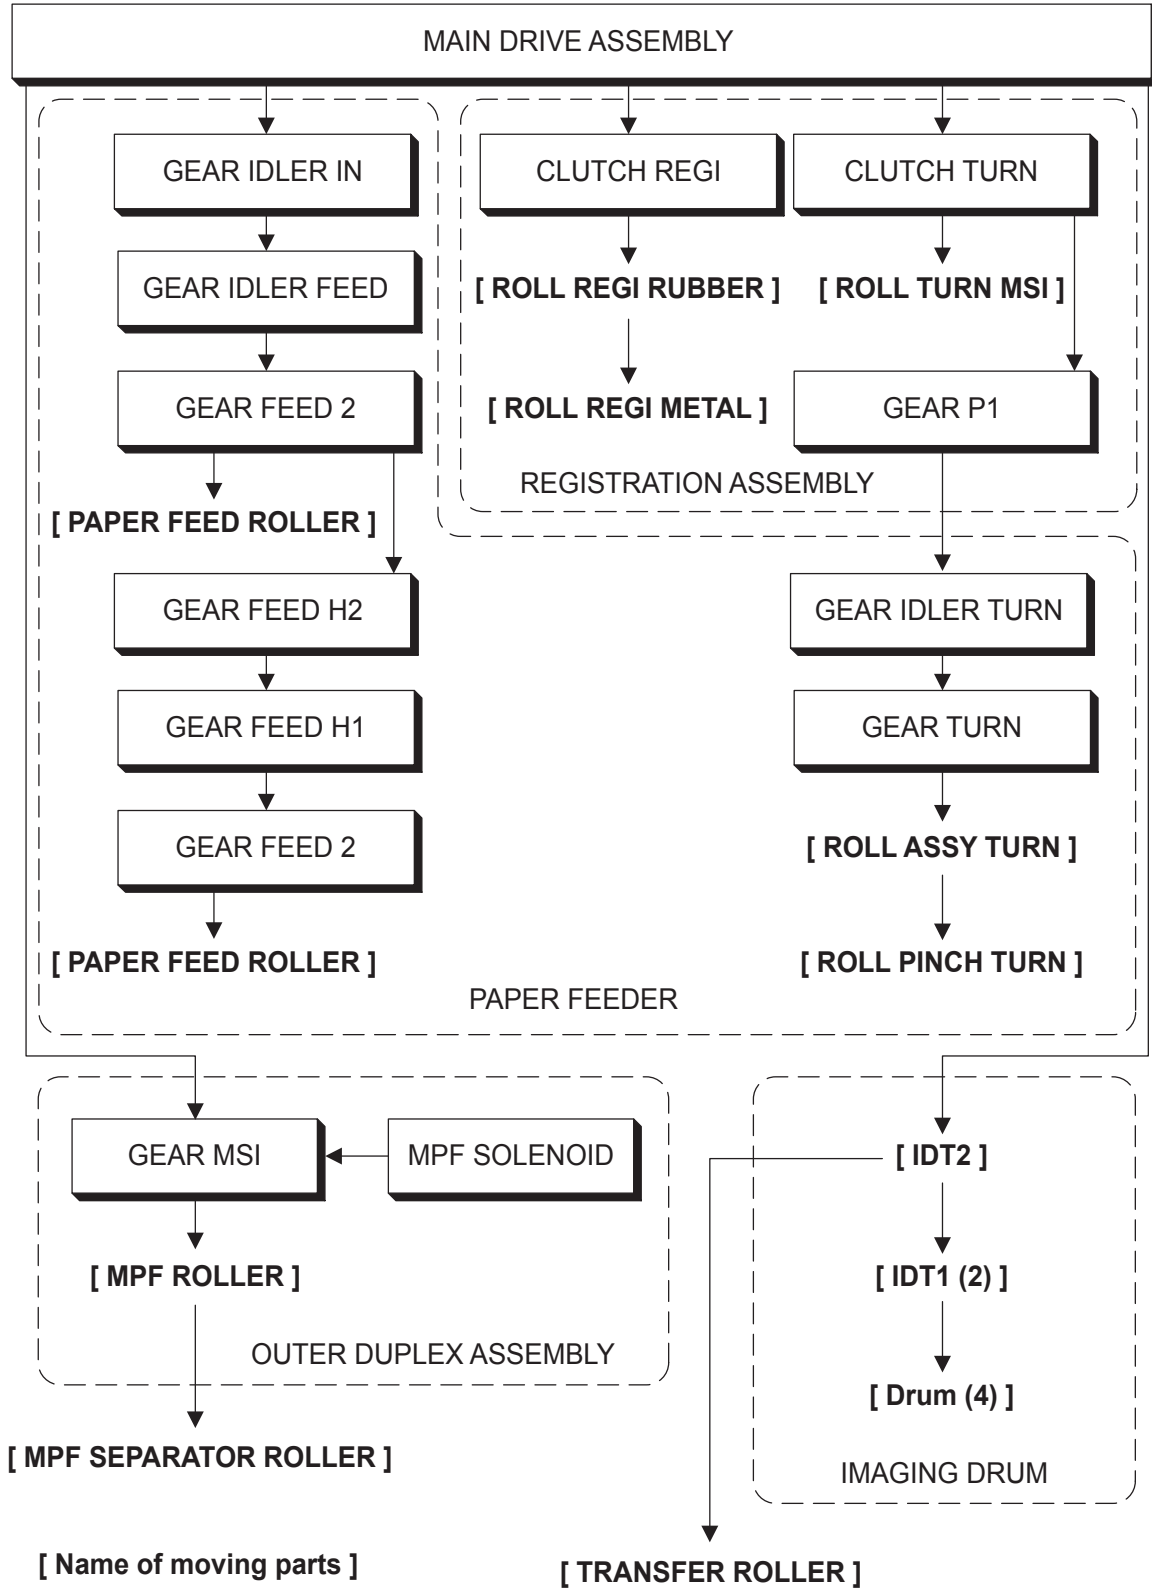 MAIN DRIVE ASSEMBLY
GEAR IDLER IN
CLUTCH REGI
CLUTCH TURN
GEAR IDLER FEED
[ ROLL REGI RUBBER ]
[ ROLL TURN MSI ]
GEAR FEED 2
[ ROLL REGI METAL ]
GEAR P1
REGISTRATION ASSEMBLY
[ PAPER FEED ROLLER ]
GEAR FEED H2
GEAR IDLER TURN
GEAR FEED H1
GEAR TURN
GEAR FEED 2
[ ROLL ASSY TURN ]
[ PAPER FEED ROLLER ]
[ ROLL PINCH TURN ]
PAPER FEEDER
GEAR MSI
MPF SOLENOID
[ IDT2 ]
[ MPF ROLLER ]
[ IDT1 (2) ]
OUTER DUPLEX ASSEMBLY
[ Drum (4) ]
[ MPF SEPARATOR ROLLER ]
IMAGING DRUM
[ Name of moving parts ]
[ TRANSFER ROLLER ]